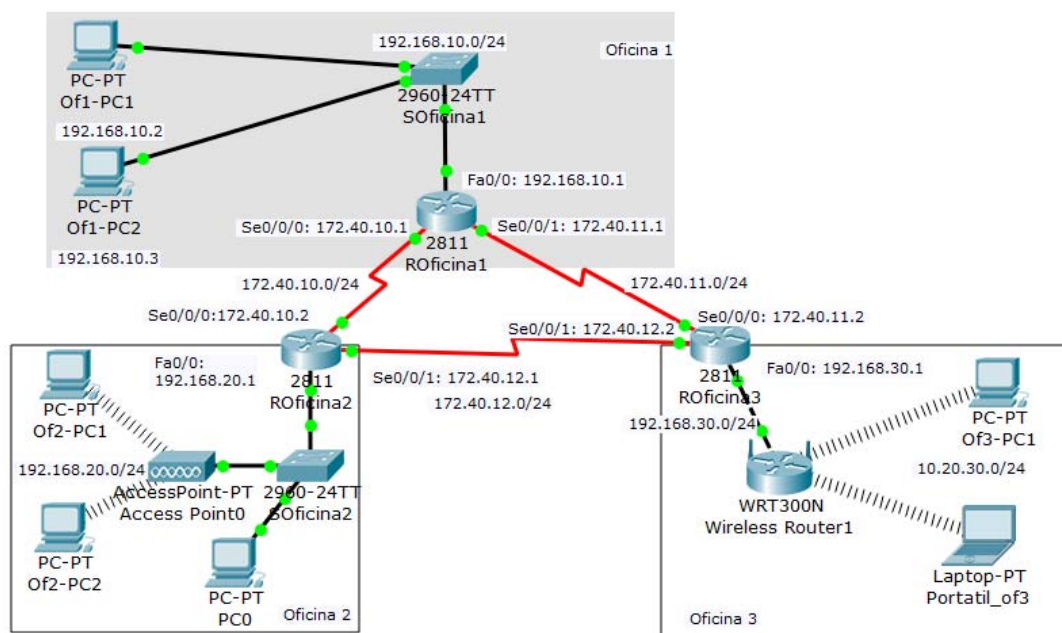 192.168.10.0/24
Oficina 1
PC-PT
Of1-PC1
2960-24TT
SOficina1
192.168.10.2
PC-PT
Of1-PC2
Fa0/0: 192.168.10.1
192.168.10.3
Se0/0/0: 172.40.10.1
2811
ROficina1
Se0/0/1: 172.40.11.1
172.40.10.0/24
172.40.11.0/24
Se0/0/0:172.40.10.2
Se0/0/1: 172.40.12.2
Se0/0/0: 172.40.11.2
Fa0/0:
192.168.20.1
2811
ROficina2
Se0/0/1: 172.40.12.1
172.40.12.0/24
2811
ROficina3
Fa0/0: 192.168.30.1
PC-PT
Of2-PC1
192.168.30.0/24
PC-PT
Of3-PC1
192.168.20.0/24
10.20.30.0/24
AccessPoint-PT
Access Point0
2960-24TT
SOficina2
WRT300N
Wireless Router1
PC-PT
Of2-PC2
PC-PT
PC0
Oficina 2
Laptop-PT
Portatil_of3
Oficina 3